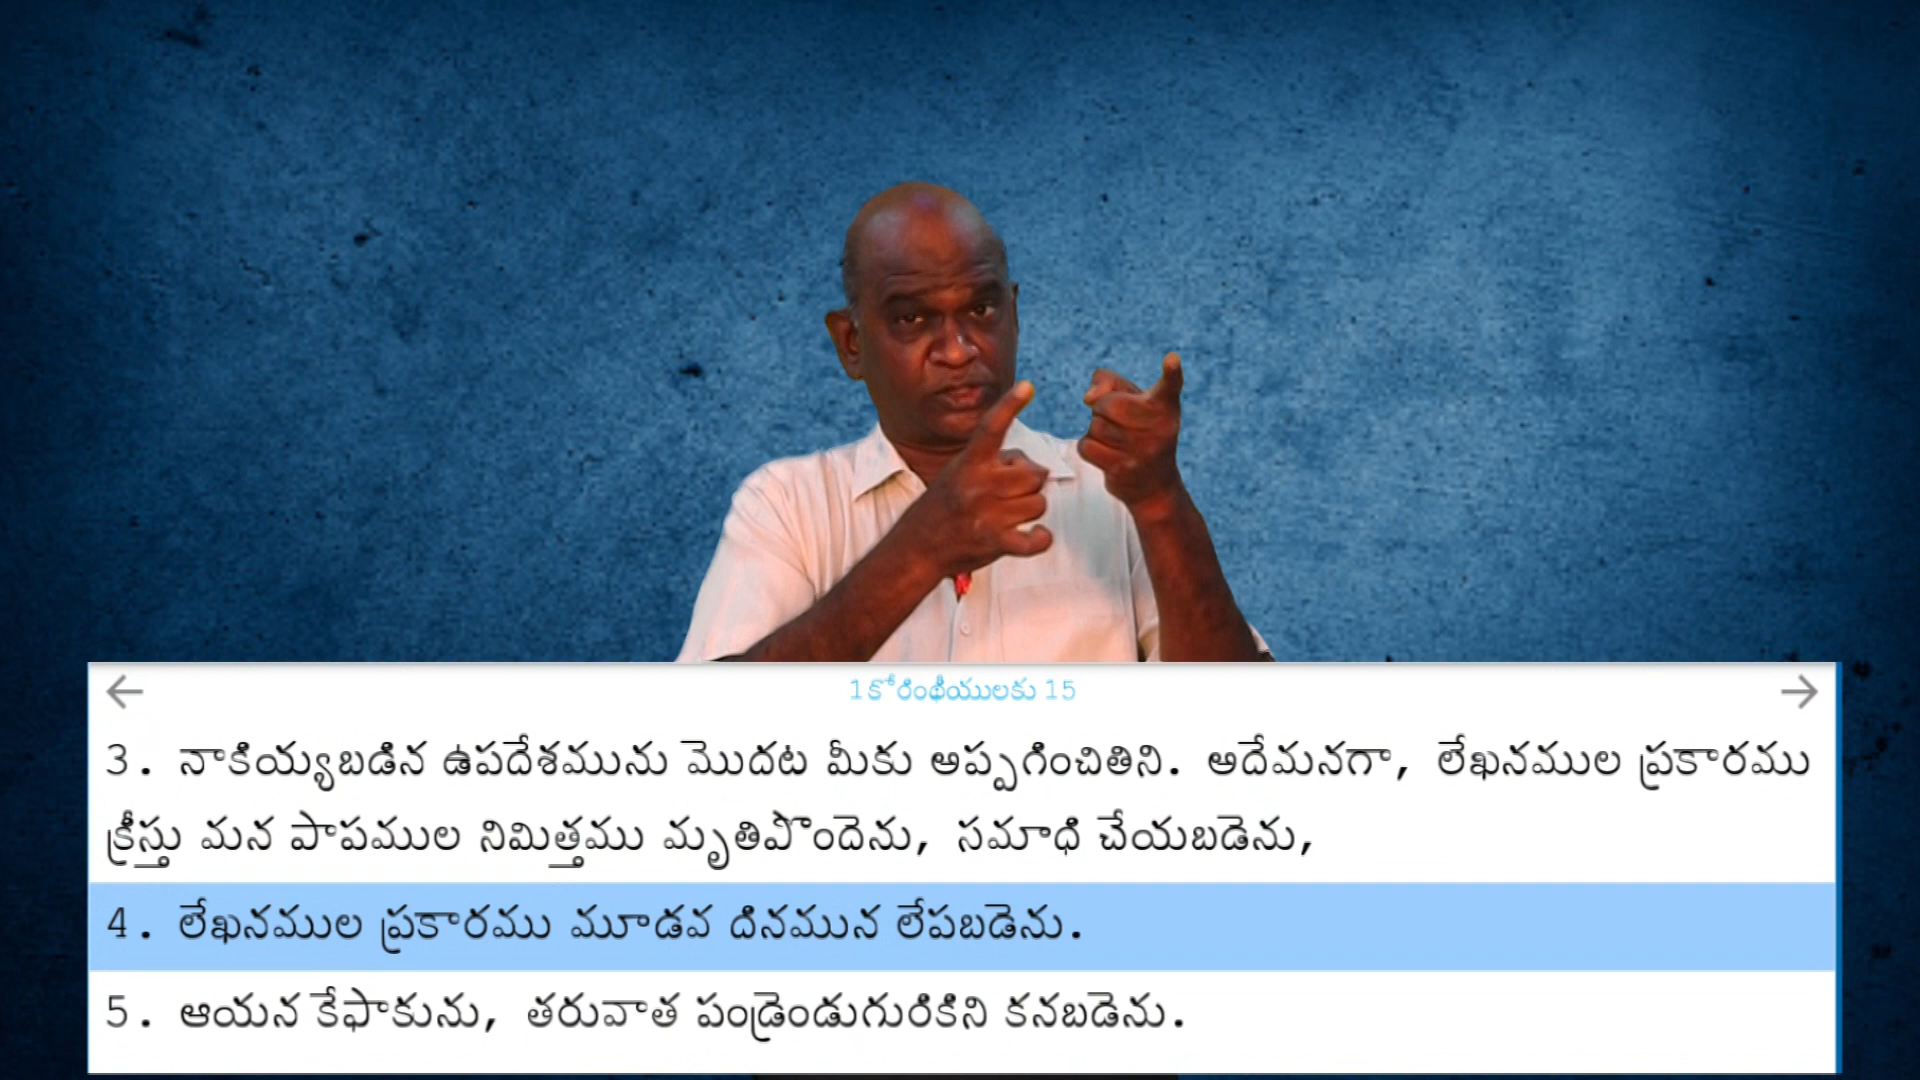 1కోరింథీయులకు 15
3. నాకియ్యబడిన ఉపదేశమును మొదట మీకు అప్పగించితిని. అదేమనగా, లేఖనముల ప్రకారము
క్రీస్తు మన పాపముల నిమిత్తము మృతిపొందెను, సమాధి చేయబడెను,
4. లేఖనముల ప్రకారము మూడవ దినమున లేపబడెను.
5. ఆయన కేఫాకును, తరువాత పండ్రెండుగురికిని కనబడెను.